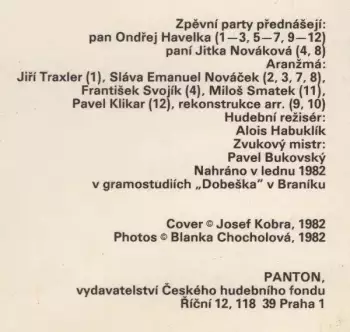 Zpěvní party přednášejí:
pan Ondřej Havelka (1—3, 5—7, 9—12)
paní Jitka Nováková (4, 8)
Aranžmá:
Jiří Traxler (1), Sláva Emanuel Nováček (2, 3, 7, 8),
František Svojík (4), Miloš Smatek (11),
Pavel Klikar (12), rekonstrukce arr. (9, 10)
Hudební režisér:
Alois Habuklík
Zvukový mistr:
Pavel Bukovský
Nahráno v lednu 1982
v gramostudiích „Dobeška“ v Braníku
Cover © Josef Kobra, 1982
Photos © Blanka Chocholová, 1982
PANTON,
vydavatelství Českého hudebního fondu
Říční 12, 118 39 Praha 1